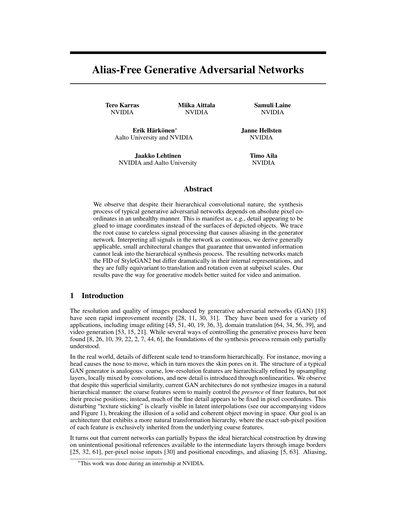 Alias-Free Generative Adversarial Networks
Tero Karras
NVIDIA
Miika Aittala
NVIDIA
Samuli Laine
NVIDIA
Erik Härkönen*
Aalto University and NVIDIA
Janne Hellsten
NVIDIA
Jaakko Lehtinen
NVIDIA and Aalto University
Timo Aila
NVIDIA
Abstract
We observe that despite their hierarchical convolutional nature, the synthesis
process of typical generative adversarial networks depends on absolute pixel co-
ordinates in an unhealthy manner. This manifests itself as, e.g., detail appearing to
be glued to image coordinates instead of the surfaces of depicted objects. We trace
the root cause to careless signal processing that causes aliasing in the generator
network. Interpreting all signals in the network as continuous, we derive generally
applicable, small architectural changes that guarantee that unwanted information
cannot leak into the hierarchical synthesis process. The resulting networks match
the FID of StyleGAN2 but differ dramatically in their internal representations, and
they are fully equivariant to translation and rotation even at subpixel scales. Our
results pave the way for generative models better suited for video and animation.
1 Introduction
The resolution and quality of images produced by generative adversarial networks (GAN) [18]
have seen rapid improvement recently [28, 11, 30, 31]. They have been used for a variety of
applications, including image editing [45, 51, 40, 19, 36, 3], domain translation [64, 34, 56, 39], and
video generation [53, 15, 21]. While several ways of controlling the generative process have been
found [8, 26, 10, 39, 22, 2, 7, 44, 6], the foundations of the synthesis process remain only partially
understood.
In the real world, details of different scale tend to transform hierarchically. For instance, moving a
head causes the nose to move, which in turn moves the skin pores on it. The structure of a typical
GAN generator is analogous: coarse, low-resolution features are hierarchically refined by upsampling
layers, locally mixed by convolutions, and new detail is introduced through nonlinearities. We observe
that despite this superficial similarity, current GAN architectures do not synthesize images in a natural
hierarchical manner: the coarse features seem to mainly control the presence of finer features, but not
their precise positions; instead, much of the fine detail appears to be fixed in pixel coordinates. This
disturbing "texture sticking" is clearly visible in latent interpolations (see our accompanying videos
and Figure 1), breaking the illusion of a solid and coherent object moving in space. Our goal is an
architecture that exhibits a more natural transformation hierarchy, where the exact sub-pixel position
of each feature is exclusively inherited from the underlying coarse features.
It turns out that current networks can partially bypass the ideal hierarchical construction by drawing
on unintentional positional references available to the intermediate layers through image borders
[25, 32, 61], per-pixel noise inputs [30] and positional encodings, and aliasing [5, 63]. Aliasing,
*This work was done during an internship at NVIDIA.